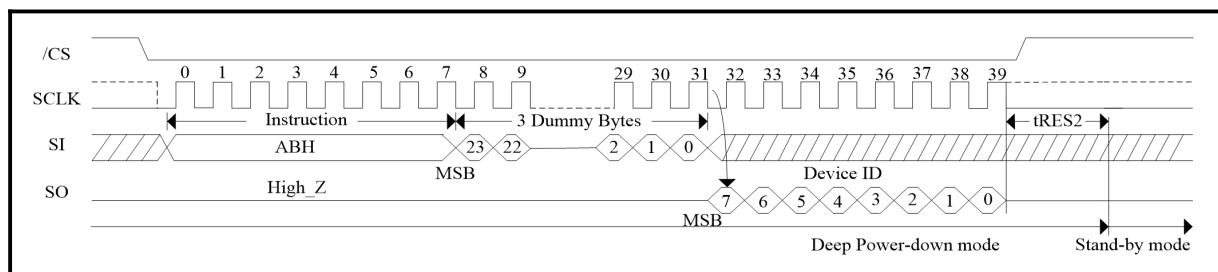 /CS
0 1 2 3 4 5 6 7 8 9 29 30 31 32 33 34 35 36 37 38 39
SCLK
Instruction 3 Dummy Bytes tRES2
SI ABH 23 22 2 1 0
MSB Device ID
SO High_Z 7 6 5 4 3 2 1 0
MSB
Deep Power-down mode Stand-by mode